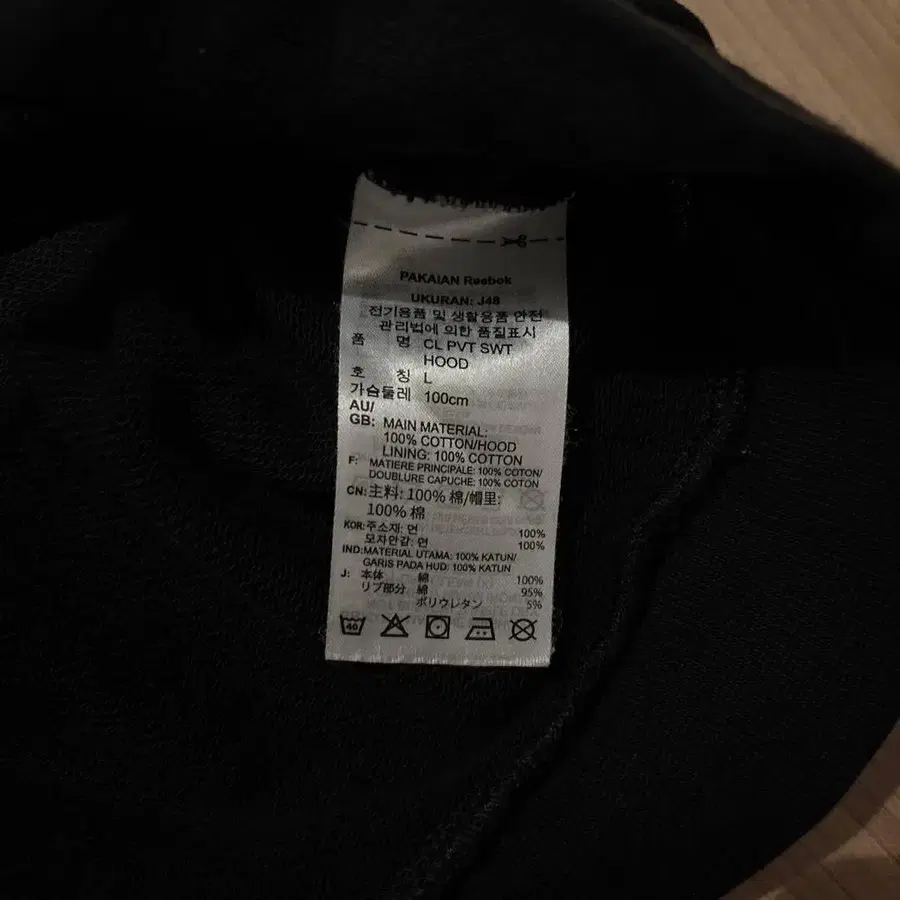 PAKAIAN Reebok
UKURAN: J48
전기용품 및 생활용품 안전
관리법에 의한 품질표시
품 명 CL PVT SWT
HOOD
호 칭 L
가슴둘레 100cm
AU/
GB: MAIN MATERIAL:
100% COTTON/HOOD
LINING: 100% COTTON
F: MATIERE PRINCIPALE: 100% COTON/
DOUBLURE CAPUCHE: 100% COTON
CN: 主料: 100% 棉/帽里:
100% 棉
KOR: 주소재: 면 100%
모자안감: 면 100%
IND: MATERIAL UTAMA: 100% KATUN/
GARIS PADA HUD: 100% KATUN
J: 本体 綿 100%
リブ部分 綿 95%
ポリウレタン 5%
40